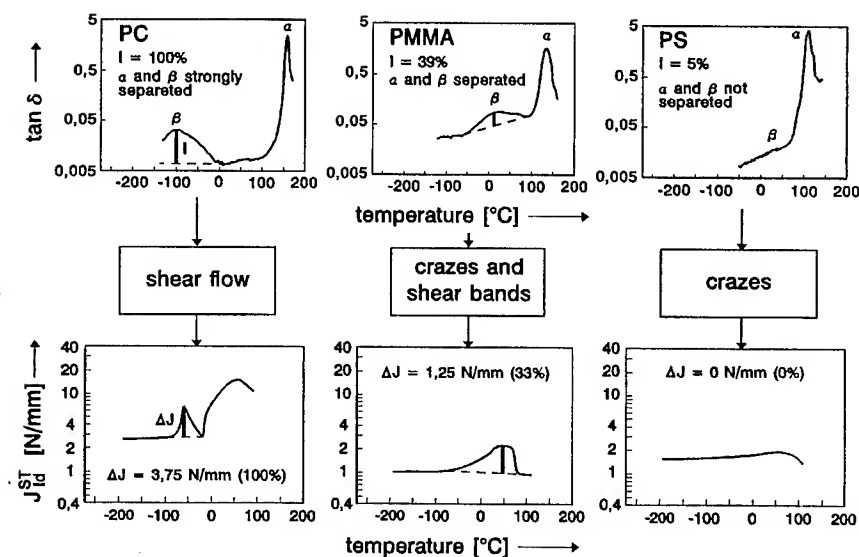 PC
I = 100%
α and β strongly
separeted
α
β
I
PMMA
I = 39%
α and β seperated
α
β
I
PS
I = 5%
α and β not
separeted
α
β
tan δ
5
0,5
0,05
0,005
-200 -100 0 100 200
5
0,5
0,05
0,005
-200 -100 0 100 200
5
0,5
0,05
0,005
-200 -100 0 100 200
temperature [°C]
shear flow
crazes and
shear bands
crazes
J_Id^ST [N/mm]
40
20
10
4
2
1
0,4
ΔJ
ΔJ = 3,75 N/mm (100%)
-200 -100 0 100 200
40
20
10
4
2
1
0,4
ΔJ = 1,25 N/mm (33%)
-200 -100 0 100 200
40
20
10
4
2
1
0,4
ΔJ = 0 N/mm (0%)
-200 -100 0 100 200
temperature [°C]